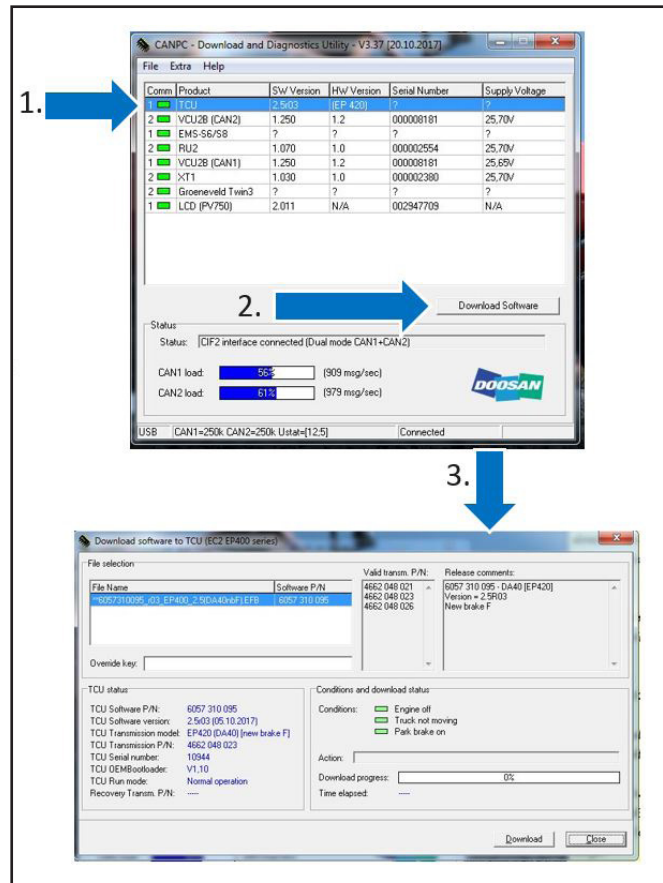 CANPC - Download and Diagnostics Utility - V3.37 [20.10.2017]
File Extra Help
Comm Product SW Version HW Version Serial Number Supply Voltage
1.
1 TCU 2.5r03 (EP 420) ? ?
2 VCU2B (CAN2) 1.250 1.2 000008181 25,70V
1 EMS-S6/S8 ? ? ? ?
2 RU2 1.070 1.0 000002554 25,70V
1 VCU2B (CAN1) 1.250 1.2 000008181 25,65V
2 XT1 1.030 1.0 000002380 25,70V
2 Groeneveld Twin3 ? ? ? ?
1 LCD (PV750) 2.011 N/A 002947709 N/A
2.
Download Software
Status
Status: CIF2 interface connected (Dual mode CAN1+CAN2)
CAN1 load: 56% (909 msg/sec)
CAN2 load: 61% (979 msg/sec)
DOOSAN
USB CAN1=250k CAN2=250k Ustat=[12;5] Connected
3.
Download software to TCU (EC2 EP400 series)
File selection
Valid transm. P/N: Release comments:
File Name Software P/N
**6057310095_r03_EP400_2.5(DA40nbF).EFB 6057 310 095
4662 048 021
4662 048 023
4662 048 026
6057 310 095 - DA40 [EP420]
Version = 2.5R03
New brake F
Override key:
TCU status
TCU Software P/N: 6057 310 095
TCU Software version: 2.5r03 (05.10.2017)
TCU Transmission model: EP420 (DA40) [new brake F]
TCU Transmission P/N: 4662 048 023
TCU Serial number: 10944
TCU OEMBootloader: V1,10
TCU Run mode: Normal operation
Recovery Transm. P/N: ----
Conditions and download status
Conditions: Engine off
Truck not moving
Park brake on
Action:
Download progress: 0%
Time elapsed: ----
Download Close